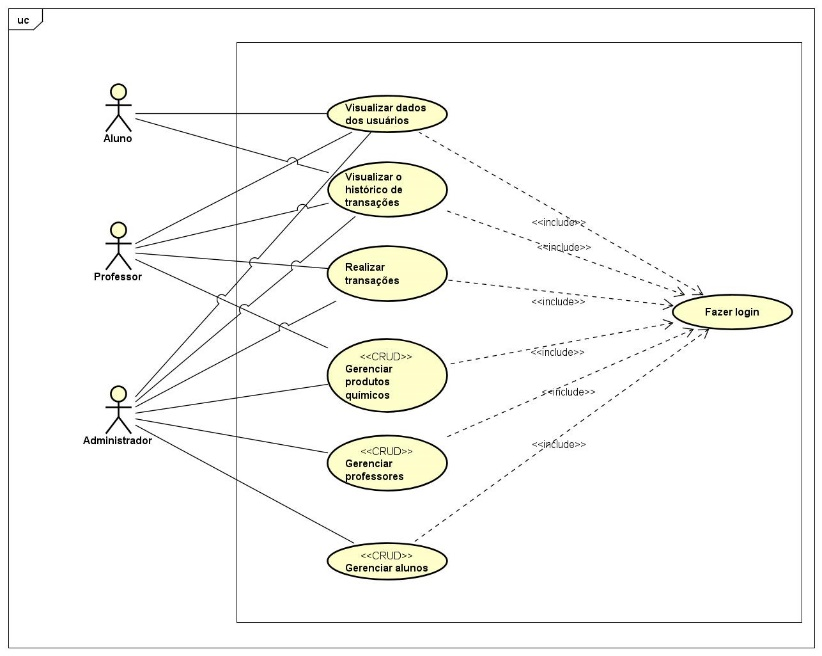 uc
Aluno
Professor
Administrador
Visualizar dados
dos usuários
Visualizar o
histórico de
transações
Realizar
transações
<<CRUD>>
Gerenciar
produtos
químicos
<<CRUD>>
Gerenciar
professores
<<CRUD>>
Gerenciar alunos
<<include>>
<<include>>
<<include>>
<<include>>
<<include>>
<<include>>
Fazer login